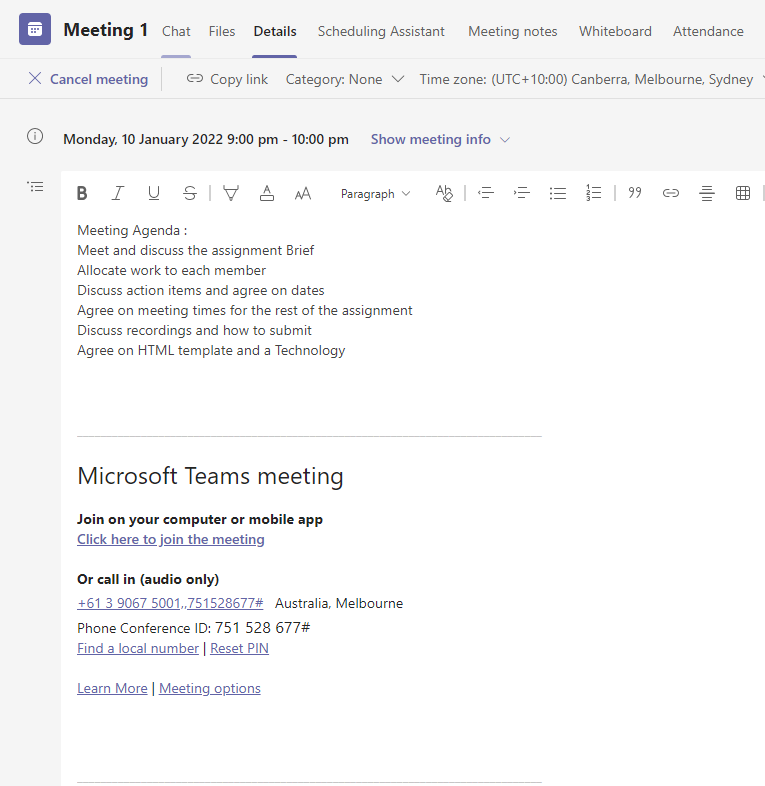 Meeting 1 Chat Files Details Scheduling Assistant Meeting notes Whiteboard Attendance
Cancel meeting Copy link Category: None Time zone: (UTC+10:00) Canberra, Melbourne, Sydney
Monday, 10 January 2022 9:00 pm - 10:00 pm Show meeting info
B I U S A AA Paragraph Ab 99
Meeting Agenda :
Meet and discuss the assignment Brief
Allocate work to each member
Discuss action items and agree on dates
Agree on meeting times for the rest of the assignment
Discuss recordings and how to submit
Agree on HTML template and a Technology
Microsoft Teams meeting
Join on your computer or mobile app
Click here to join the meeting
Or call in (audio only)
+61 3 9067 5001,,751528677# Australia, Melbourne
Phone Conference ID: 751 528 677#
Find a local number | Reset PIN
Learn More | Meeting options